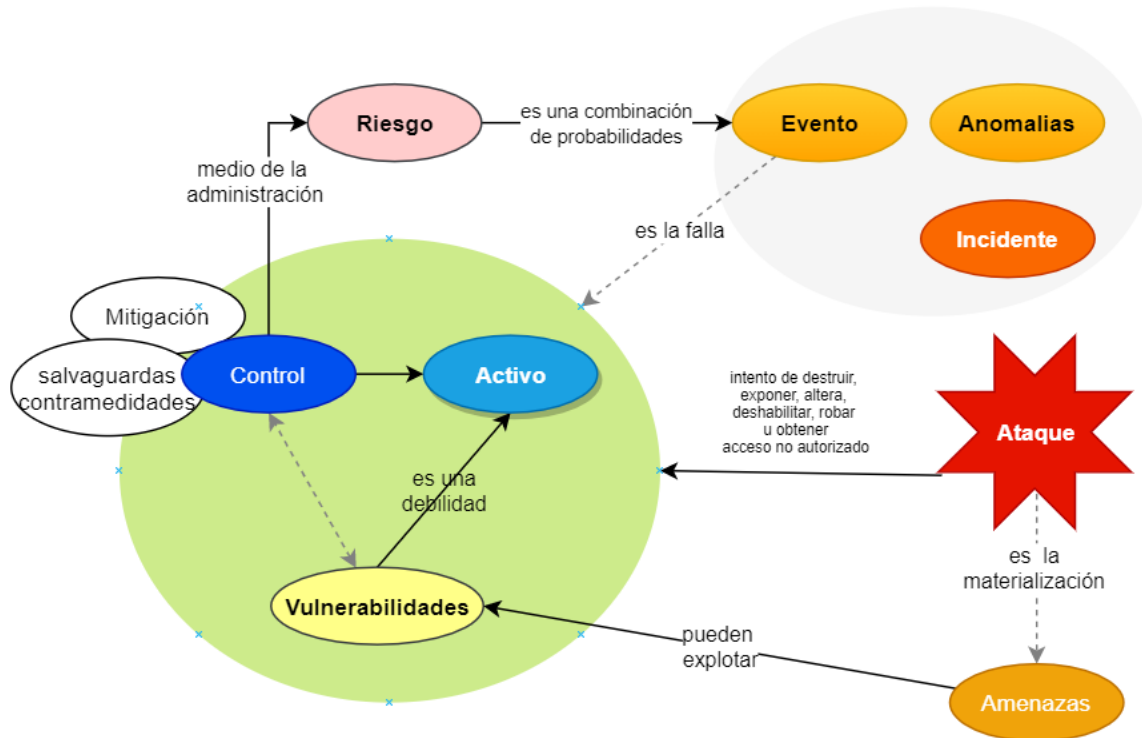 Riesgo
es una combinación
de probabilidades
Evento
Anomalias
medio de la
administración
es la falla
Incidente
Mitigación
salvaguardas
contramedidades
Control
Activo
intento de destruir,
exponer, altera,
deshabilitar, robar
u obtener
acceso no autorizado
Ataque
es una
debilidad
es la
materialización
Vulnerabilidades
pueden
explotar
Amenazas